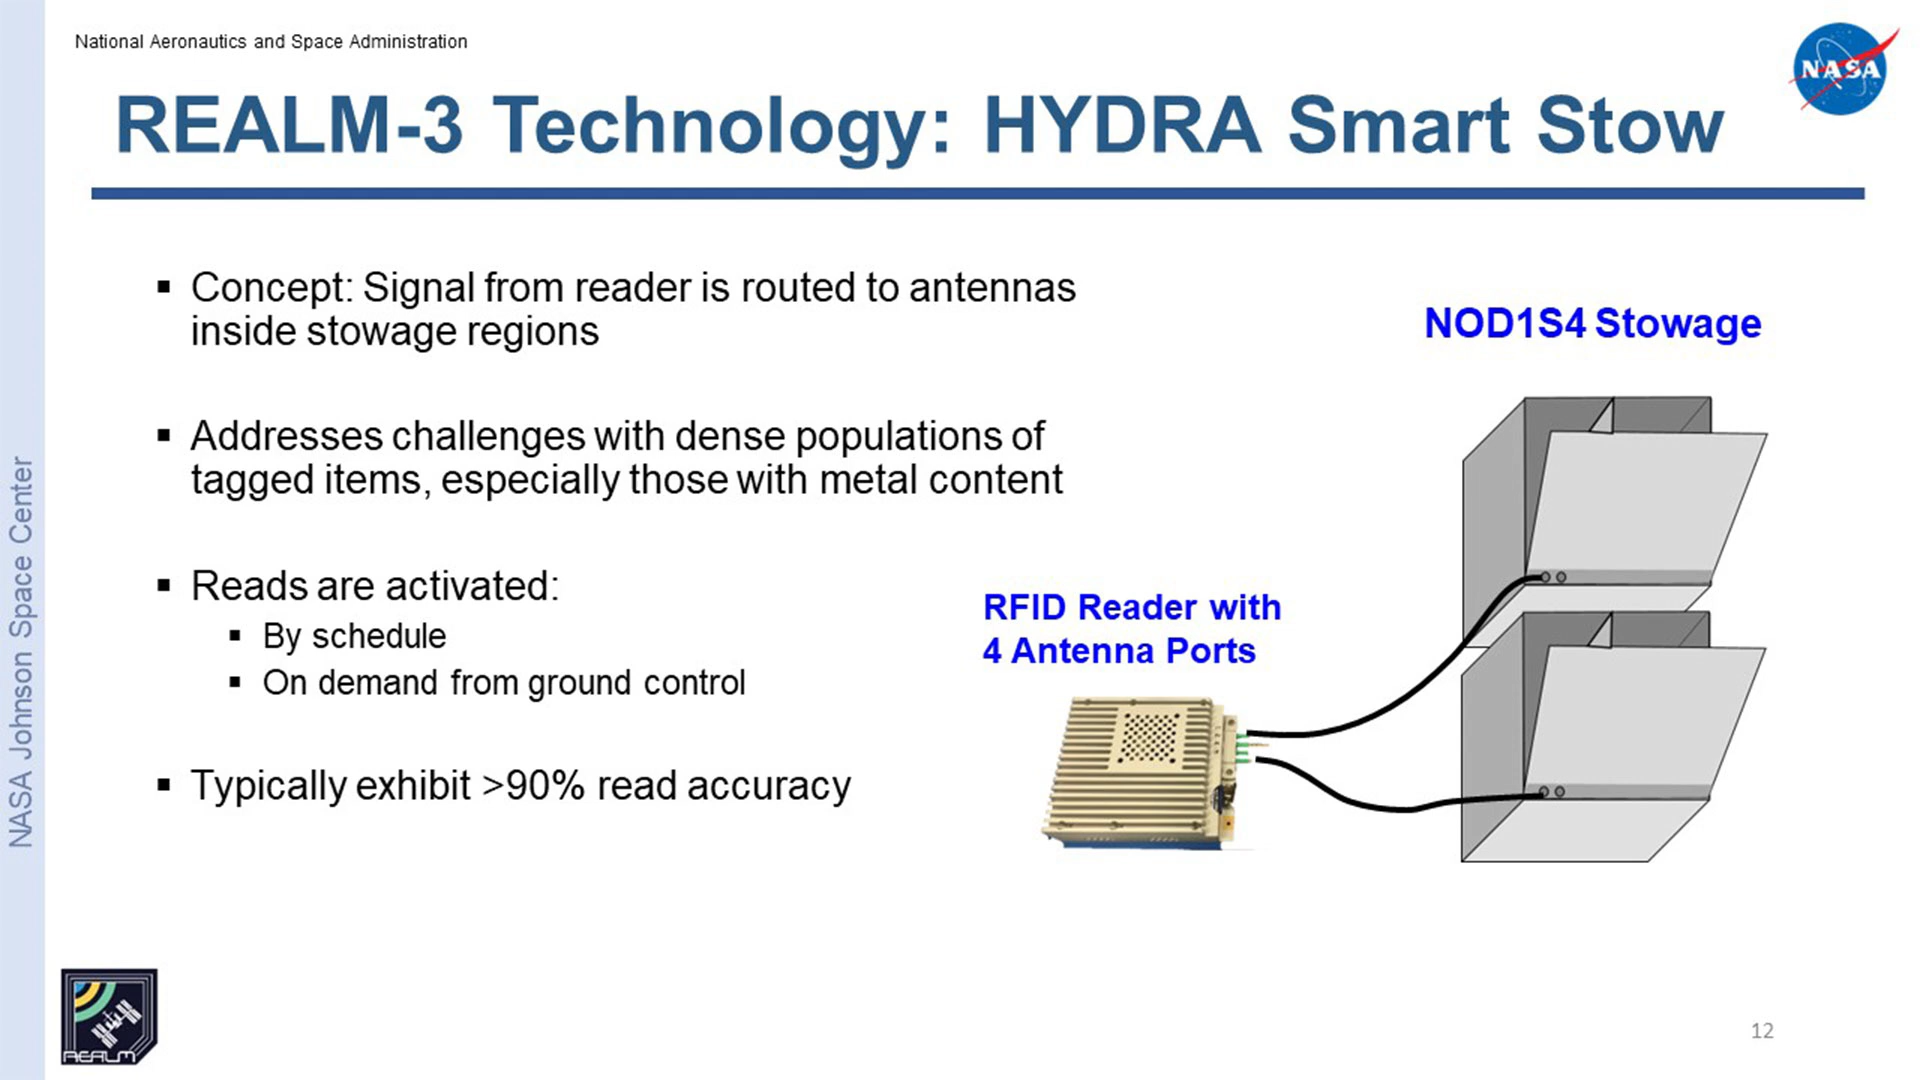 National Aeronautics and Space Administration
NASA
REALM-3 Technology: HYDRA Smart Stow
▪ Concept: Signal from reader is routed to antennas
inside stowage regions
▪ Addresses challenges with dense populations of
tagged items, especially those with metal content
▪ Reads are activated:
▪ By schedule
▪ On demand from ground control
▪ Typically exhibit >90% read accuracy
NOD1S4 Stowage
RFID Reader with
4 Antenna Ports
NASA Johnson Space Center
REALM
12